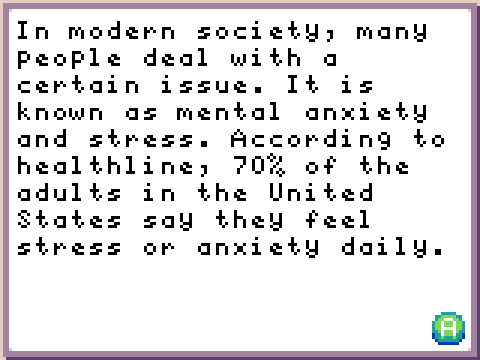 In modern society, many
people deal with a
certain issue. It is
known as mental anxiety
and stress. According to
healthline, 70% of the
adults in the United
States say they feel
stress or anxiety daily.
A